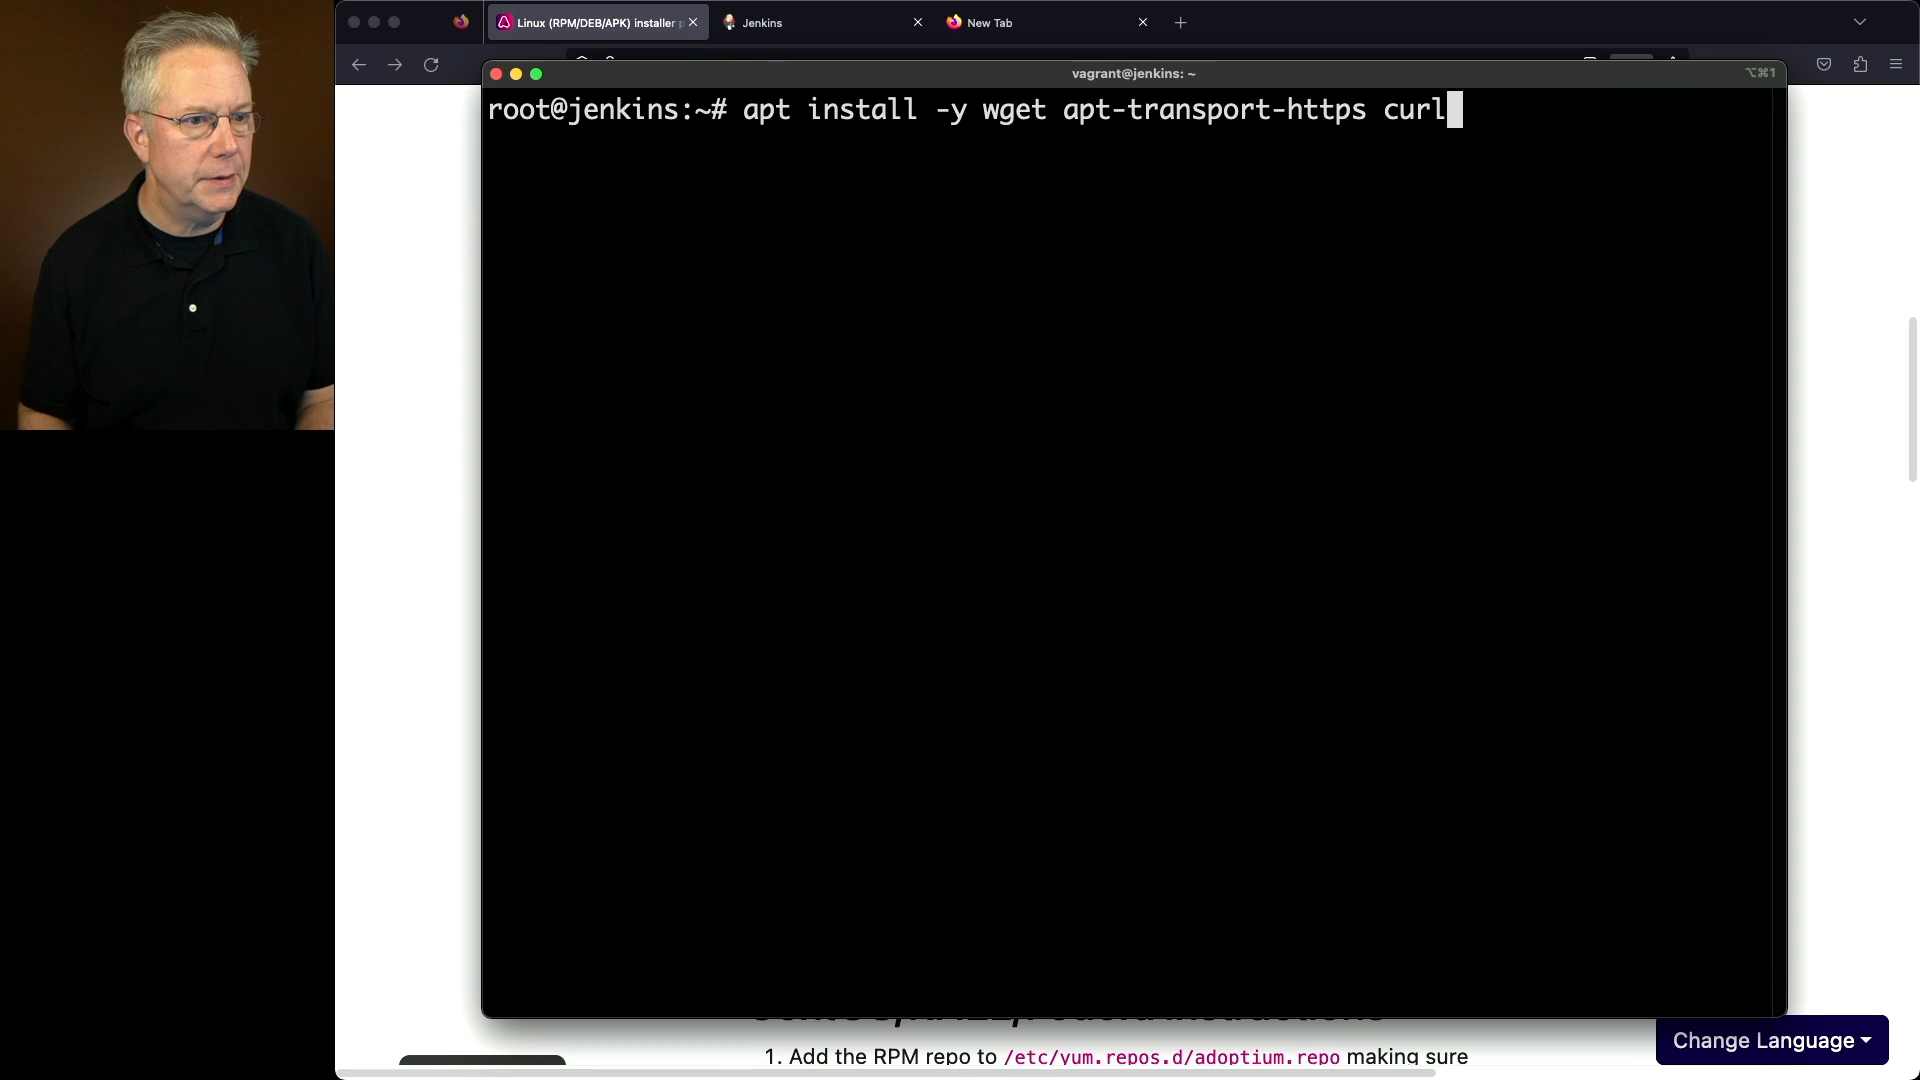 Linux (RPM/DEB/APK) installer p
Jenkins
New Tab
vagrant@jenkins: ~
⌥⌘1
root@jenkins:~# apt install -y wget apt-transport-https curl
1. Add the RPM repo to /etc/yum.repos.d/adoptium.repo making sure
Change Language